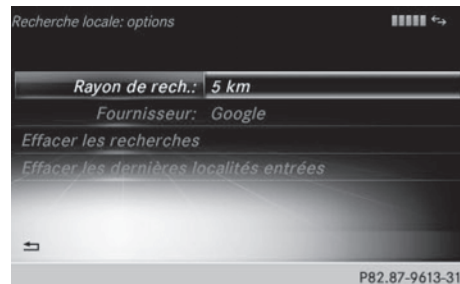 Recherche locale: options
Rayon de rech.: 5 km
Fournisseur: Google
Effacer les recherches
Effacer les dernières localités entrées
P82.87-9613-31